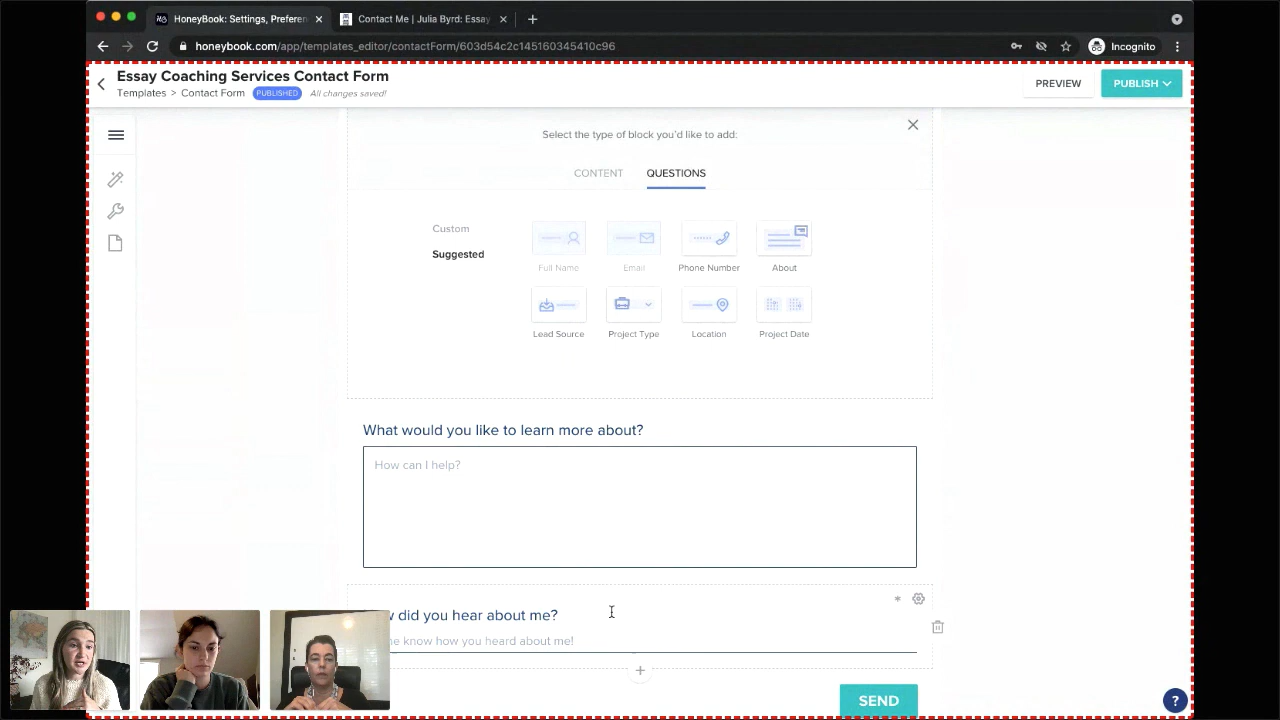 HoneyBook: Settings, Preferen
Contact Me | Julia Byrd: Essay
honeybook.com/app/templates_editor/contactForm/603d54c2c145160345410c96
Incognito
Essay Coaching Services Contact Form
Templates > Contact Form PUBLISHED All changes saved!
PREVIEW
PUBLISH
Select the type of block you'd like to add:
CONTENT
QUESTIONS
Custom
Suggested
Full Name
Email
Phone Number
About
Lead Source
Project Type
Location
Project Date
What would you like to learn more about?
How can I help?
did you hear about me?
know how you heard about me!
SEND
?